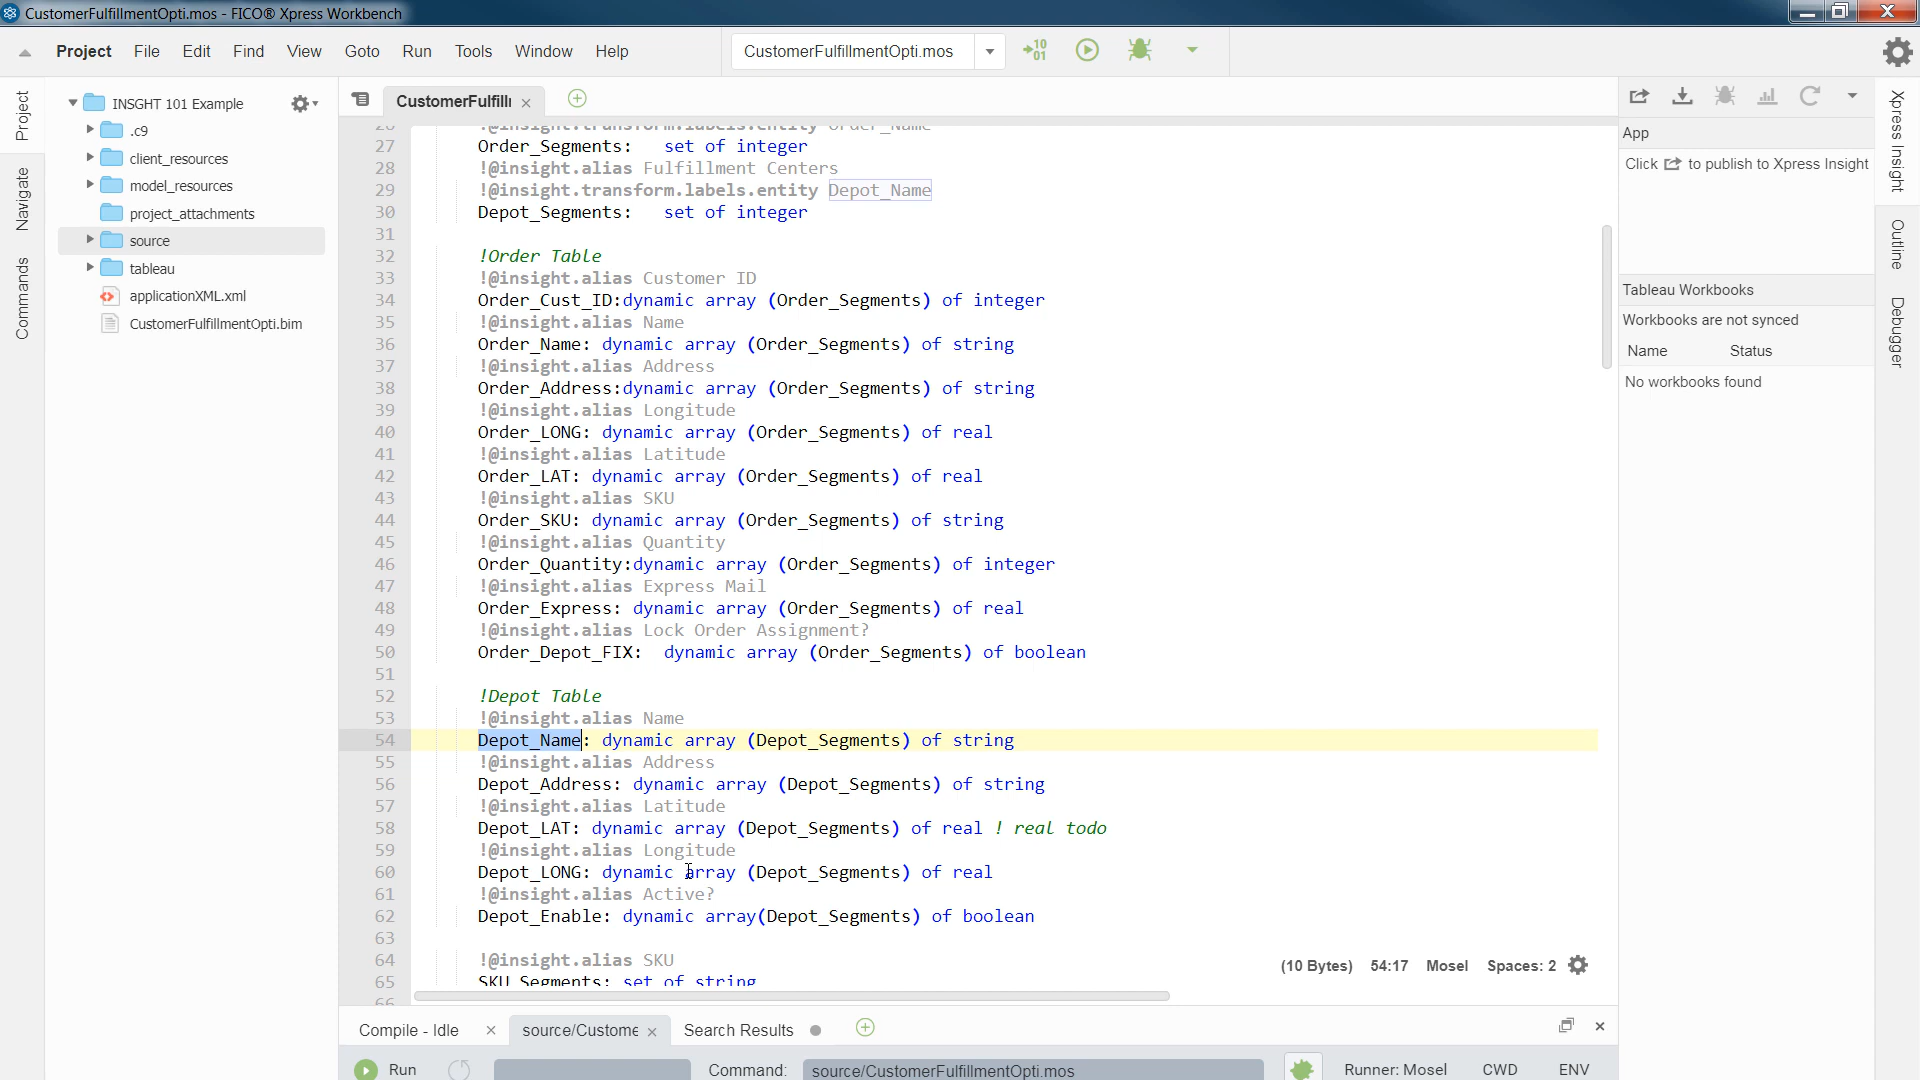 CustomerFulfillmentOpti.mos - FICO® Xpress Workbench
Project File Edit Find View Goto Run Tools Window Help
CustomerFulfillmentOpti.mos
Project
Navigate
Commands
INSGHT 101 Example
.c9
client_resources
model_resources
project_attachments
source
tableau
applicationXML.xml
CustomerFulfillmentOpti.bim
CustomerFulfillı
26 !@insight.transform.labels.entity Order_Name
27 Order_Segments: set of integer
28 !@insight.alias Fulfillment Centers
29 !@insight.transform.labels.entity Depot_Name
30 Depot_Segments: set of integer
31
32 !Order Table
33 !@insight.alias Customer ID
34 Order_Cust_ID:dynamic array (Order_Segments) of integer
35 !@insight.alias Name
36 Order_Name: dynamic array (Order_Segments) of string
37 !@insight.alias Address
38 Order_Address:dynamic array (Order_Segments) of string
39 !@insight.alias Longitude
40 Order_LONG: dynamic array (Order_Segments) of real
41 !@insight.alias Latitude
42 Order_LAT: dynamic array (Order_Segments) of real
43 !@insight.alias SKU
44 Order_SKU: dynamic array (Order_Segments) of string
45 !@insight.alias Quantity
46 Order_Quantity:dynamic array (Order_Segments) of integer
47 !@insight.alias Express Mail
48 Order_Express: dynamic array (Order_Segments) of real
49 !@insight.alias Lock Order Assignment?
50 Order_Depot_FIX: dynamic array (Order_Segments) of boolean
51
52 !Depot Table
53 !@insight.alias Name
54 Depot_Name: dynamic array (Depot_Segments) of string
55 !@insight.alias Address
56 Depot_Address: dynamic array (Depot_Segments) of string
57 !@insight.alias Latitude
58 Depot_LAT: dynamic array (Depot_Segments) of real ! real todo
59 !@insight.alias Longitude
60 Depot_LONG: dynamic array (Depot_Segments) of real
61 !@insight.alias Active?
62 Depot_Enable: dynamic array(Depot_Segments) of boolean
63
64 !@insight.alias SKU
65 SKU_Segments: set of string
66
(10 Bytes) 54:17 Mosel Spaces: 2
Compile - Idle source/Custome Search Results
Run Command: source/CustomerFulfillmentOpti.mos Runner: Mosel CWD ENV
App
Click to publish to Xpress Insight
Tableau Workbooks
Workbooks are not synced
Name Status
No workbooks found
Xpress Insight
Outline
Debugger
10
01